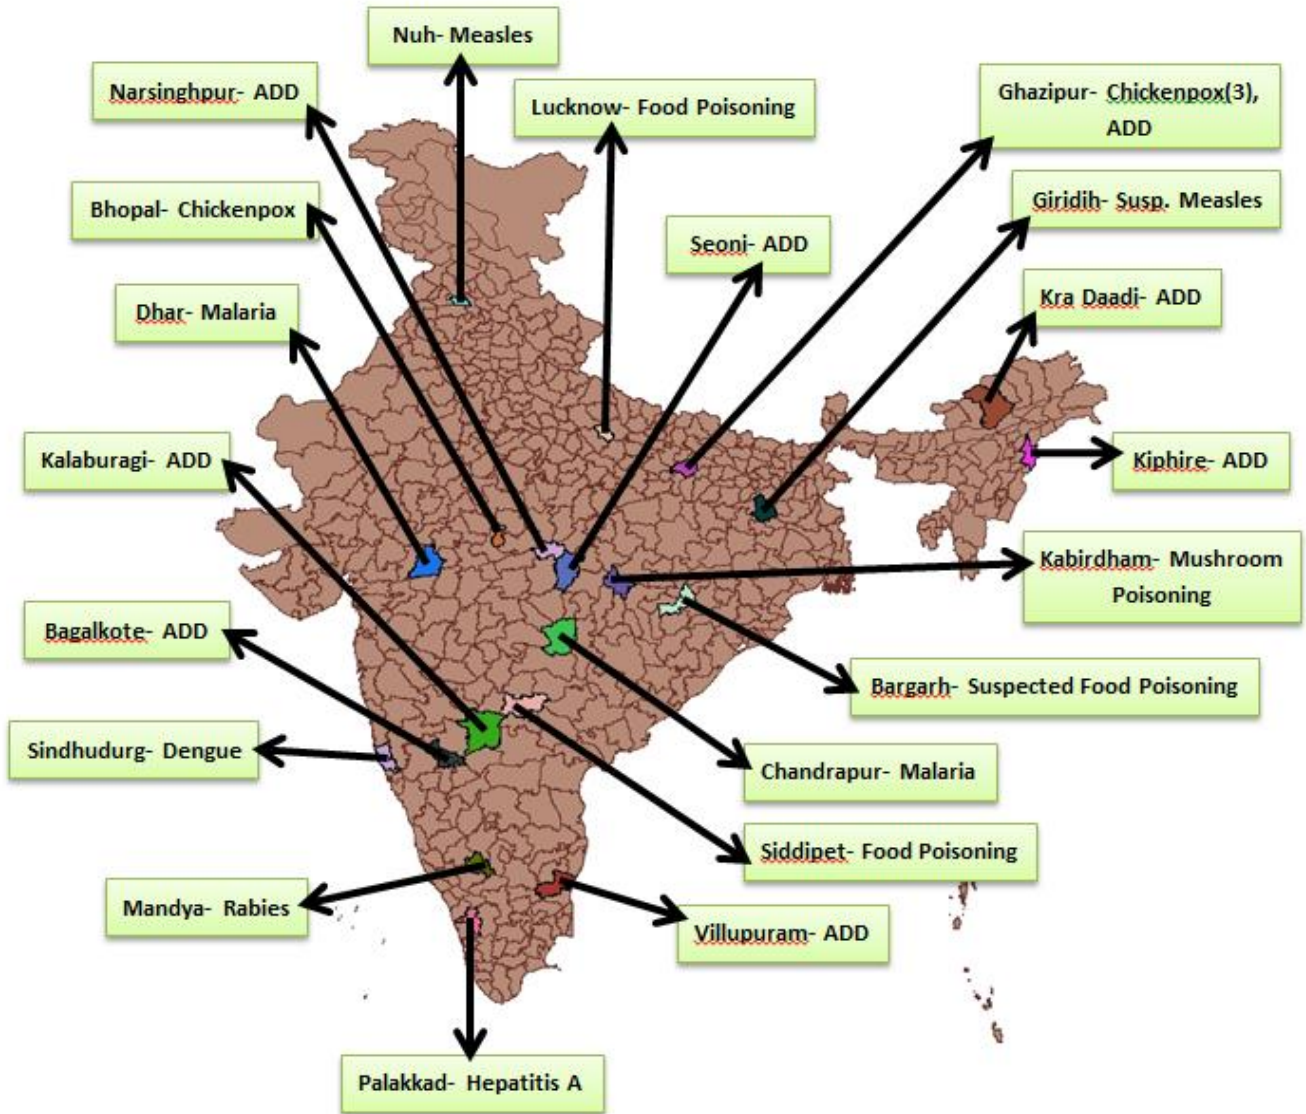 Nuh- Measles
Narsinghpur- ADD
Lucknow- Food Poisoning
Ghazipur- Chickenpox(3),
ADD
Bhopal- Chickenpox
Giridih- Susp. Measles
Seoni- ADD
Dhar- Malaria
Kra Daadi- ADD
Kalaburagi- ADD
Kiphire- ADD
Kabirdham- Mushroom
Poisoning
Bagalkote- ADD
Bargarh- Suspected Food Poisoning
Sindhudurg- Dengue
Chandrapur- Malaria
Siddipet- Food Poisoning
Mandya- Rabies
Villupuram- ADD
Palakkad- Hepatitis A